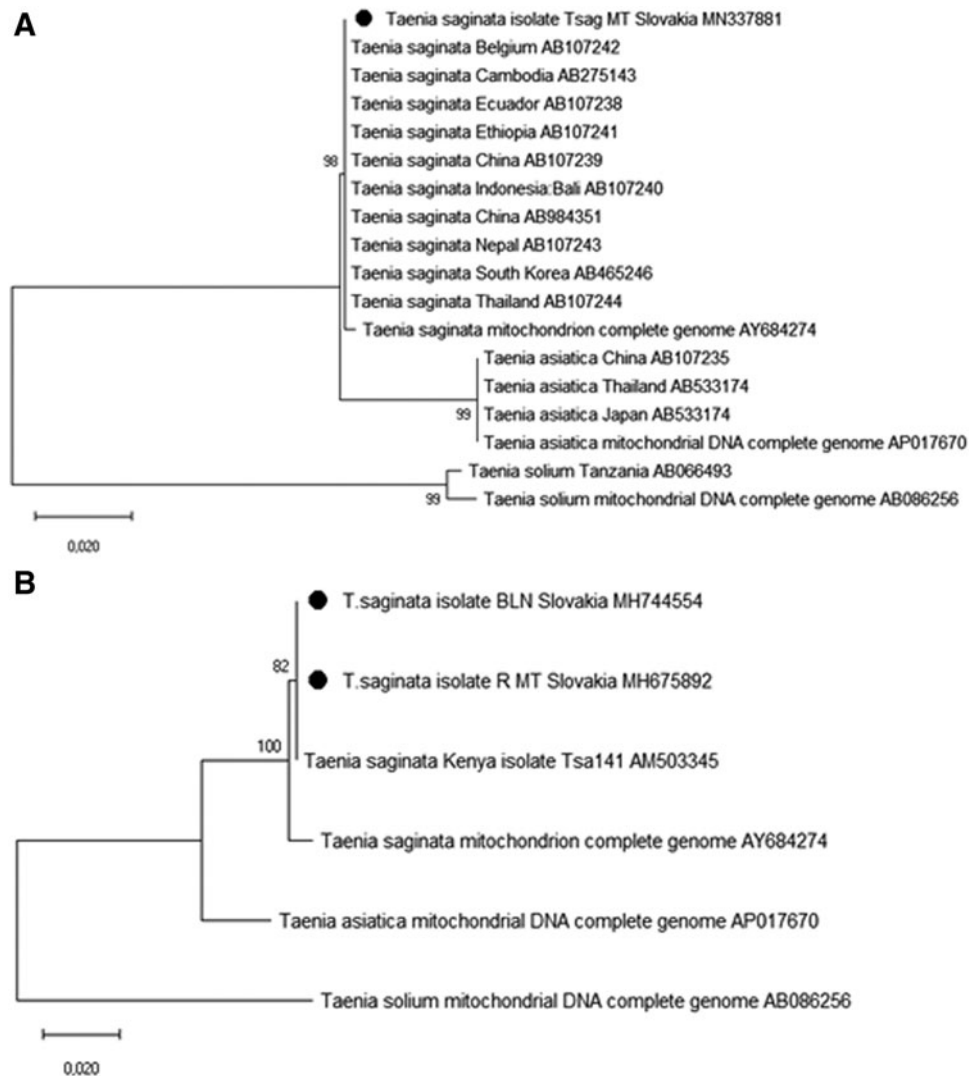 A
Taenia saginata isolate Tsag MT Slovakia MN337881
Taenia saginata Belgium AB107242
Taenia saginata Cambodia AB275143
Taenia saginata Ecuador AB107238
Taenia saginata Ethiopia AB107241
98
Taenia saginata China AB107239
Taenia saginata Indonesia:Bali AB107240
Taenia saginata China AB984351
Taenia saginata Nepal AB107243
Taenia saginata South Korea AB465246
Taenia saginata Thailand AB107244
Taenia saginata mitochondrion complete genome AY684274
Taenia asiatica China AB107235
Taenia asiatica Thailand AB533174
99
Taenia asiatica Japan AB533174
Taenia asiatica mitochondrial DNA complete genome AP017670
Taenia solium Tanzania AB066493
99
Taenia solium mitochondrial DNA complete genome AB086256
0,020
B
T.saginata isolate BLN Slovakia MH744554
82
T.saginata isolate R MT Slovakia MH675892
100
Taenia saginata Kenya isolate Tsa141 AM503345
Taenia saginata mitochondrion complete genome AY684274
Taenia asiatica mitochondrial DNA complete genome AP017670
Taenia solium mitochondrial DNA complete genome AB086256
0,020